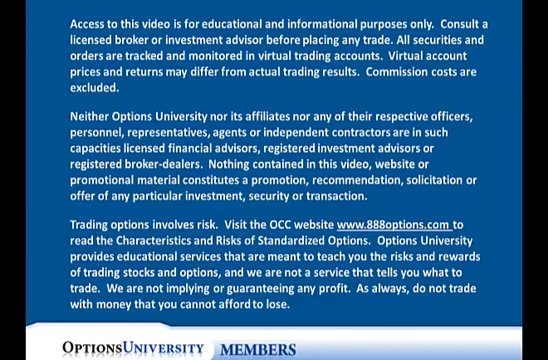 Access to this video is for educational and informational purposes only. Consult a
licensed broker or investment advisor before placing any trade. All securities and
orders are tracked and monitored in virtual trading accounts. Virtual account
prices and returns may differ from actual trading results. Commission costs are
excluded.
Neither Options University nor its affiliates nor any of their respective officers,
personnel, representatives, agents or independent contractors are in such
capacities licensed financial advisors, registered investment advisors or
registered broker-dealers. Nothing contained in this video, website or
promotional material constitutes a promotion, recommendation, solicitation or
offer of any particular investment, security or transaction.
Trading options involves risk. Visit the OCC website www.888options.com to
read the Characteristics and Risks of Standardized Options. Options University
provides educational services that are meant to teach you the risks and rewards
of trading stocks and options, and we are not a service that tells you what to
trade. We are not implying or guaranteeing any profit. As always, do not trade
with money that you cannot afford to lose.
OPTIONSUNIVERSITY MEMBERS